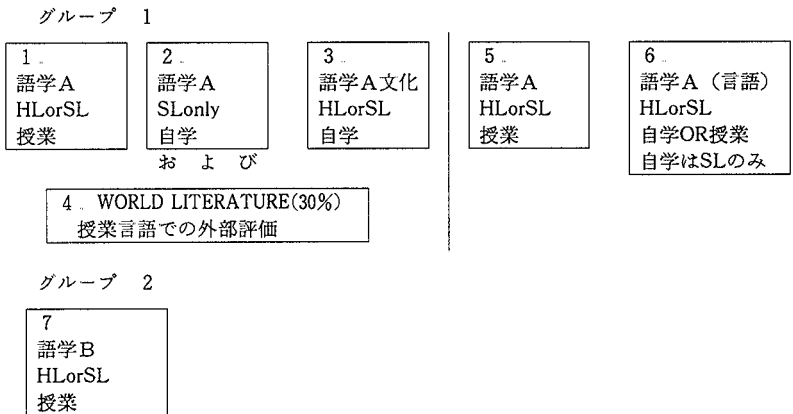 グループ 1
1.
語学A
HLorSL
授業
2.
語学A
SLonly
自学
3.
語学A文化
HLorSL
自学
および
4. WORLD LITERATURE(30%)
授業言語での外部評価
5.
語学A
HLorSL
授業
6.
語学A（言語）
HLorSL
自学OR授業
自学はSLのみ
グループ 2
7
語学B
HLorSL
授業